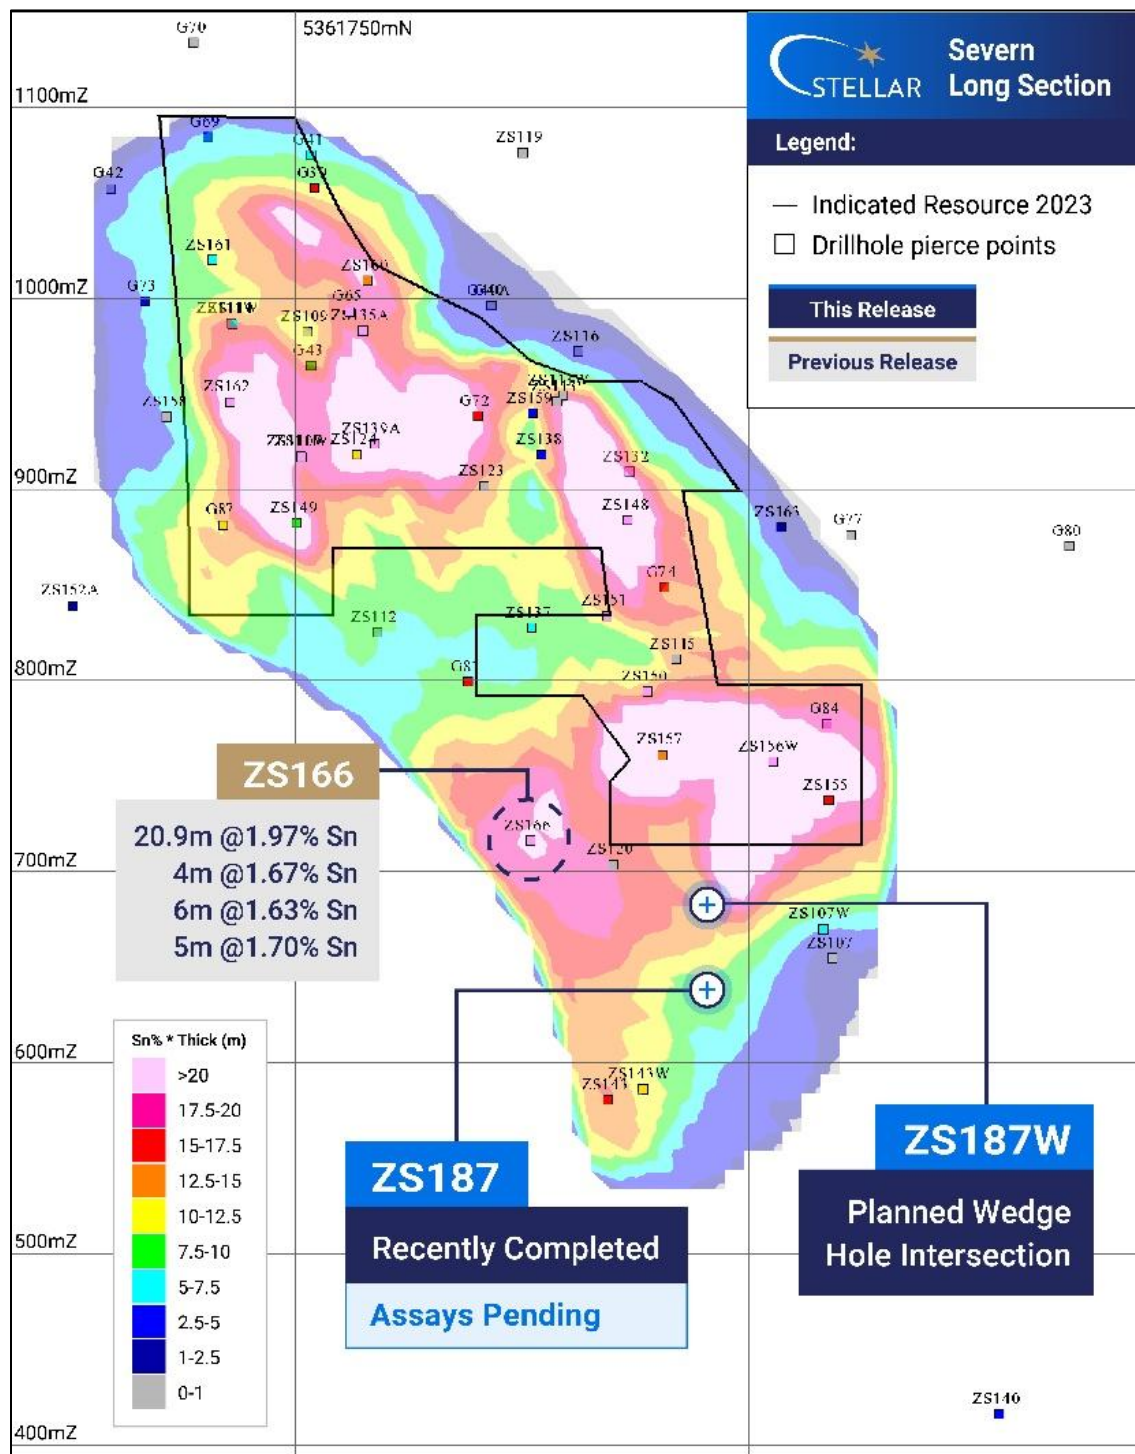 G70
5361750mN
STELLAR
Severn
Long Section
Legend:
Indicated Resource 2023
Drillhole pierce points
This Release
Previous Release
1100mZ
G69
G41
ZS119
G42
G39
ZS161
ZS160
G73
1000mZ
G65
G40A
ZS109
ZS135A
ZS116
G43
ZS162
ZS158
G72
ZS159
ZS139A
ZS124
ZS138
ZS132
900mZ
ZS123
G87
ZS149
ZS148
ZS163
G77
G80
ZS152A
G74
ZS151
ZS112
ZS137
ZS115
800mZ
ZS150
G84
ZS157
ZS156W
ZS155
ZS166
20.9m @1.97% Sn
4m @1.67% Sn
6m @1.63% Sn
5m @1.70% Sn
ZS166
ZS120
700mZ
ZS107W
ZS107
Sn% * Thick (m)
>20
17.5-20
15-17.5
12.5-15
10-12.5
7.5-10
5-7.5
2.5-5
1-2.5
0-1
600mZ
ZS143W
ZS143
ZS187
Recently Completed
Assays Pending
ZS187W
Planned Wedge
Hole Intersection
500mZ
ZS140
400mZ